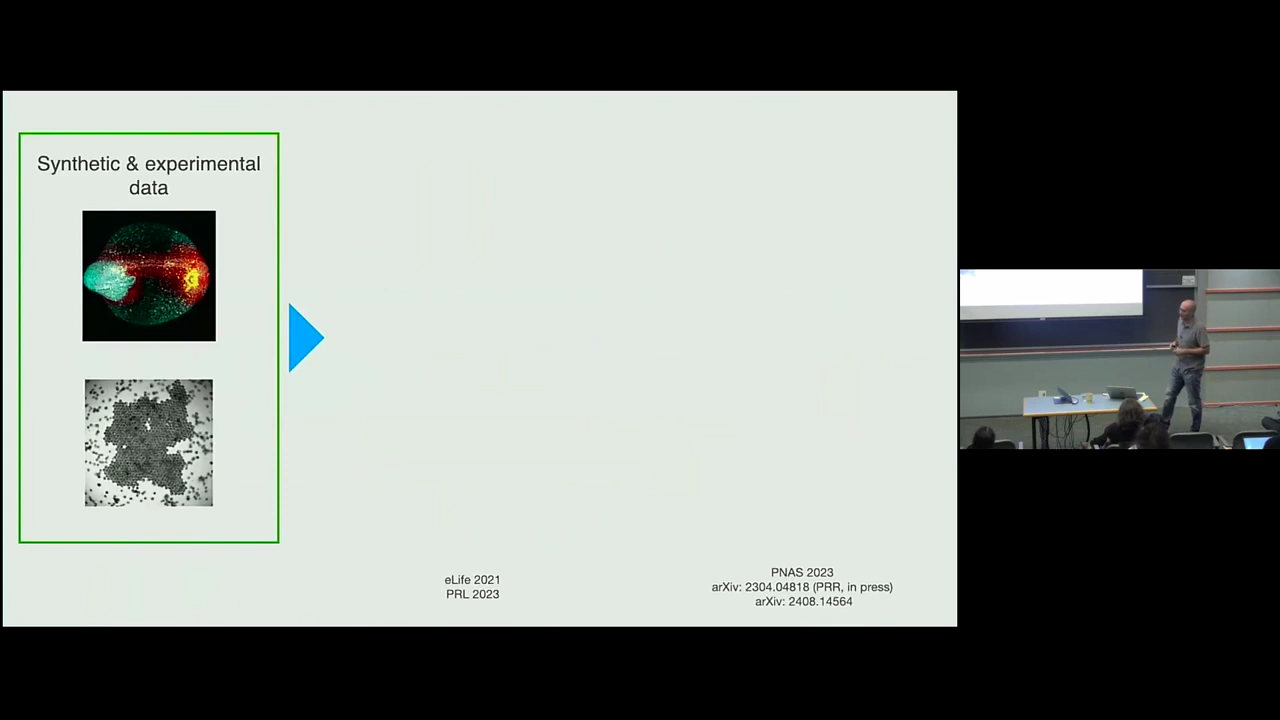 Synthetic & experimental
data
eLife 2021
PRL 2023
PNAS 2023
arXiv: 2304.04818 (PRR, in press)
arXiv: 2408.14564